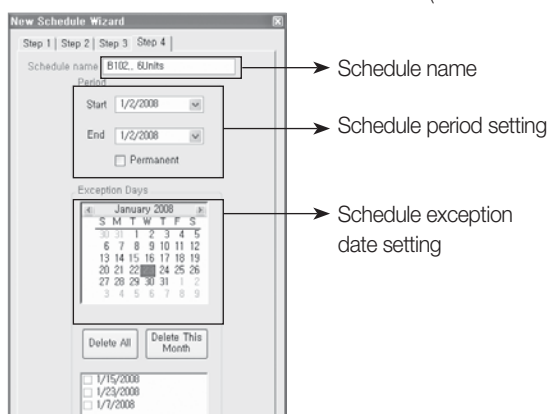 New Schedule Wizard
Step 1 Step 2 Step 3 Step 4
Schedule name B102,, 6Units
Schedule name
Period
Start 1/2/2008
Schedule period setting
End 1/2/2008
Permanent
Exception Days
January 2008
Schedule exception
date setting
S M T W T F S
30 31 1 2 3 4 5
6 7 8 9 10 11 12
13 14 15 16 17 18 19
20 21 22 24 25 26
27 28 29 30 31 1 2
3 4 5 6 7 8 9
Delete All
Delete This
Month
1/15/2008
1/23/2008
1/7/2008